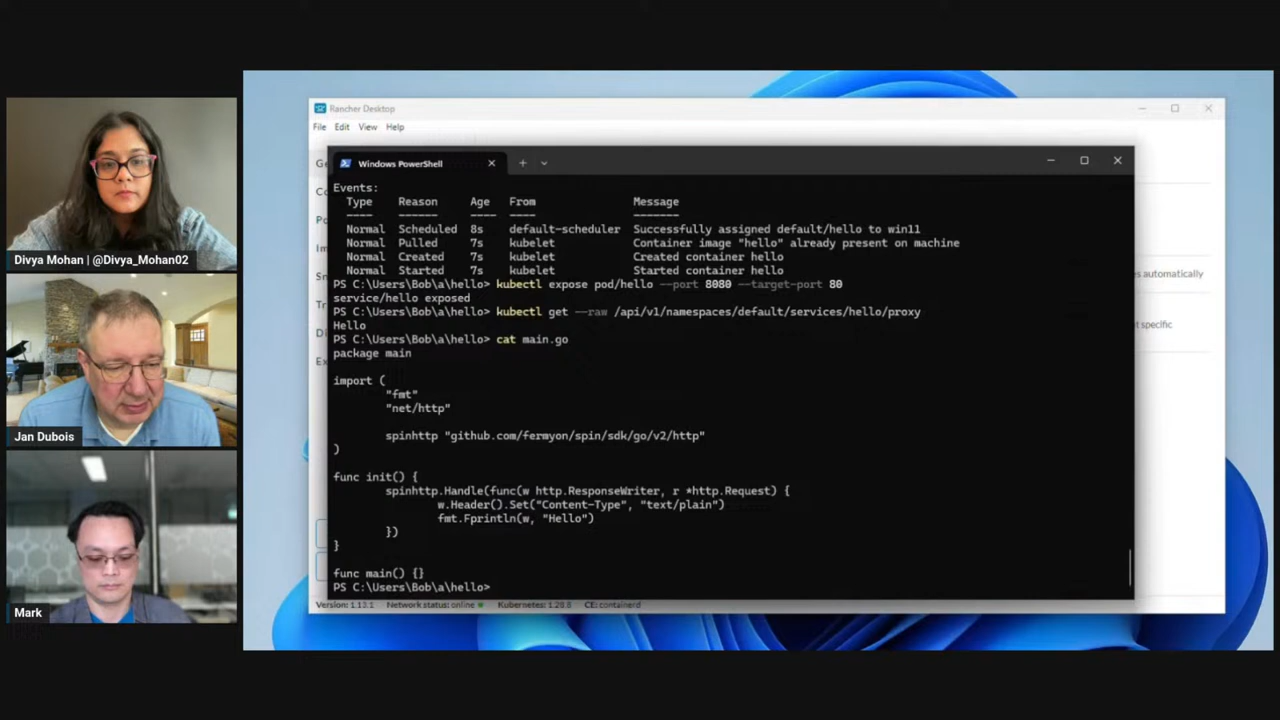 Divya Mohan | @Divya_Mohan02
Jan Dubois
Mark
Rancher Desktop
File Edit View Help
Windows PowerShell
Events:
Type Reason Age From Message
---- ------ ---- ---- -------
Normal Scheduled 8s default-scheduler Successfully assigned default/hello to win11
Normal Pulled 7s kubelet Container image "hello" already present on machine
Normal Created 7s kubelet Created container hello
Normal Started 7s kubelet Started container hello
PS C:\Users\Bob\a\hello> kubectl expose pod/hello --port 8080 --target-port 80
service/hello exposed
PS C:\Users\Bob\a\hello> kubectl get --raw /api/v1/namespaces/default/services/hello/proxy
Hello
PS C:\Users\Bob\a\hello> cat main.go
package main
import (
"fmt"
"net/http"
spinhttp "github.com/fermyon/spin/sdk/go/v2/http"
)
func init() {
spinhttp.Handle(func(w http.ResponseWriter, r *http.Request) {
w.Header().Set("Content-Type", "text/plain")
fmt.Fprintln(w, "Hello")
})
}
func main() {}
PS C:\Users\Bob\a\hello>
s automatically
t specific
Version: 1.13.1 Network status: online Kubernetes: 1.28.8 CE: containerd